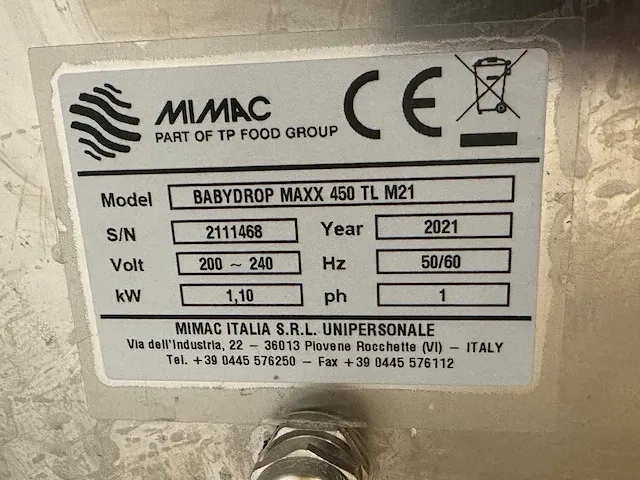 MIMAC
PART OF TP FOOD GROUP
CE
Model BABYDROP MAXX 450 TL M21
S/N 2111468 Year 2021
Volt 200 ~ 240 Hz 50/60
kW 1,10 ph 1
MIMAC ITALIA S.R.L. UNIPERSONALE
Via dell'Industria, 22 - 36013 Piovene Rocchette (VI) - ITALY
Tel. +39 0445 576250 - Fax +39 0445 576112